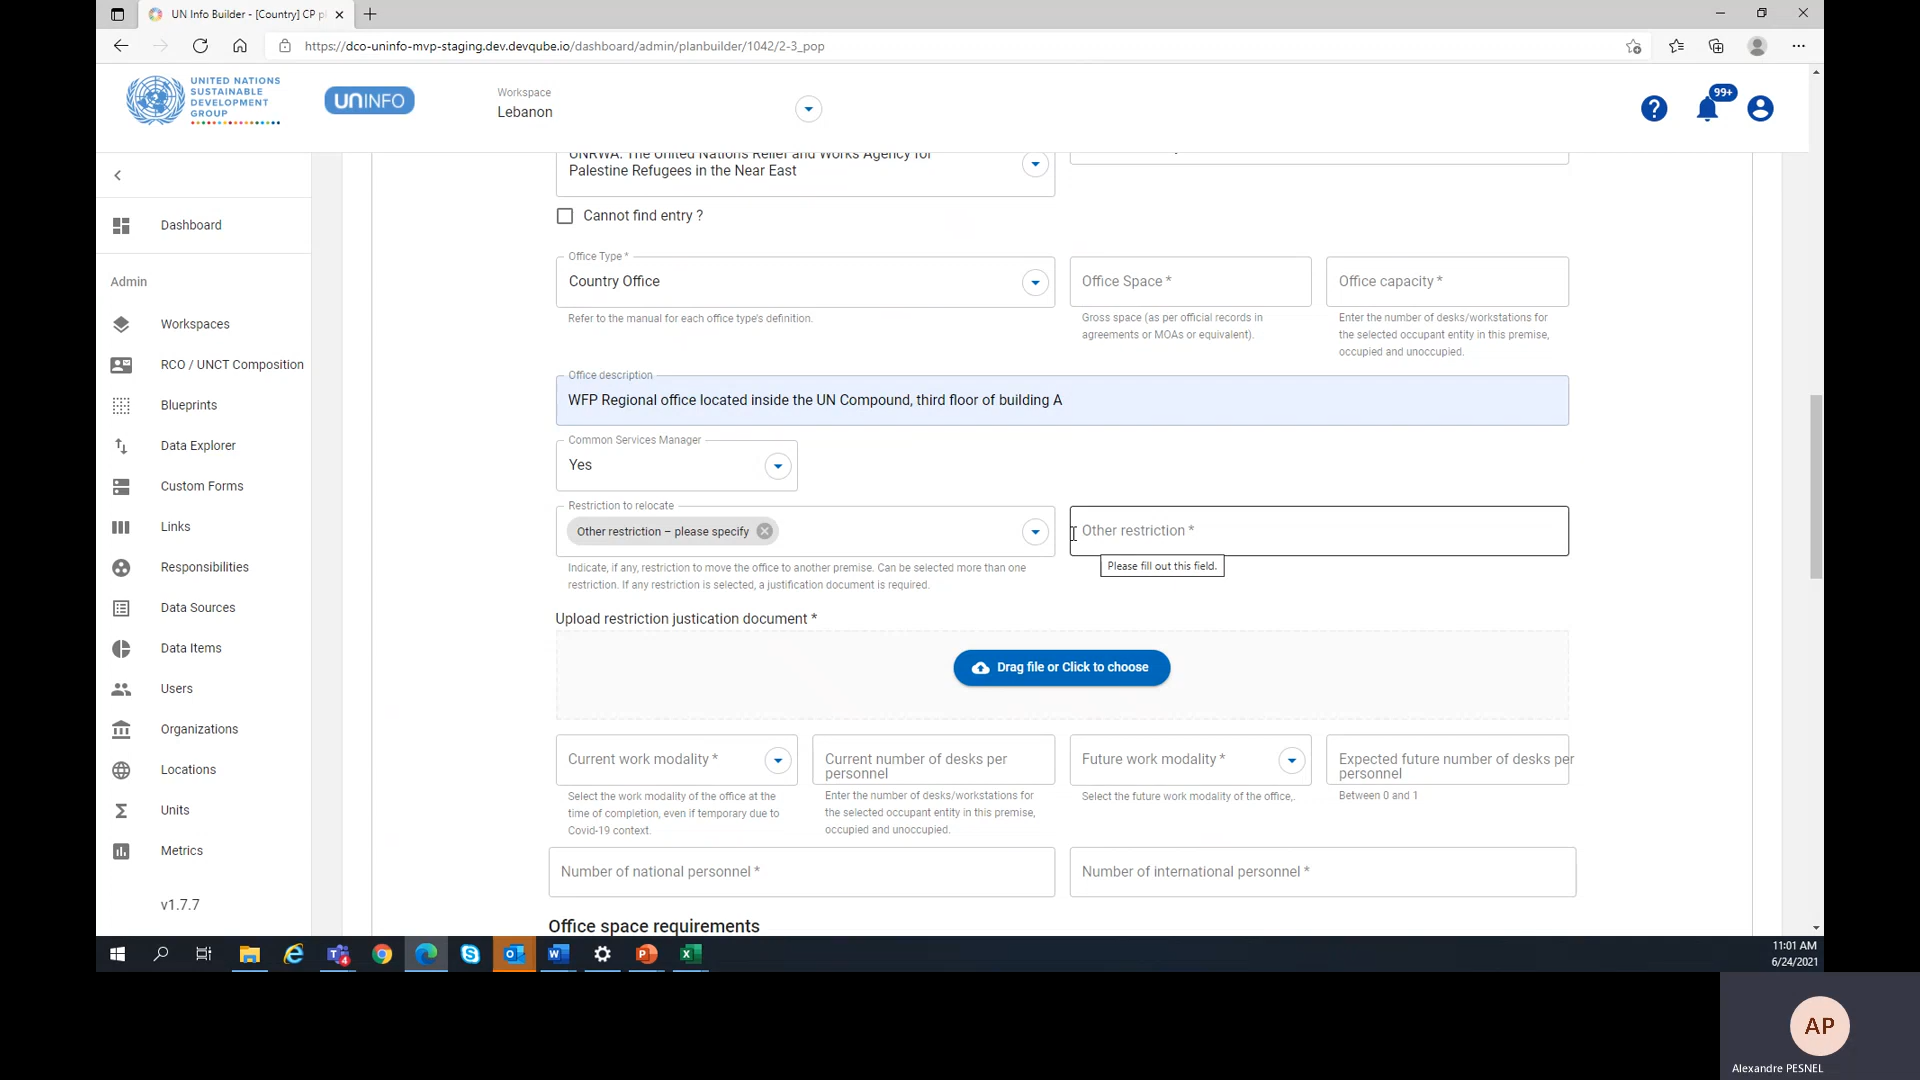 UN Info Builder - [Country] CP p
https://dco-uninfo-mvp-staging.dev.devqube.io/dashboard/admin/planbuilder/1042/2-3_pop
UNITED NATIONS
SUSTAINABLE
DEVELOPMENT
GROUP
UNINFO
Workspace
Lebanon
99+
UNRWA: The United Nations Relief and Works Agency for
Palestine Refugees in the Near East
Cannot find entry ?
Dashboard
Admin
Workspaces
RCO / UNCT Composition
Blueprints
Data Explorer
Custom Forms
Links
Responsibilities
Data Sources
Data Items
Users
Organizations
Locations
Units
Metrics
v1.7.7
Office Type *
Country Office
Refer to the manual for each office type's definition.
Office Space *
Gross space (as per official records in
agreements or MOAs or equivalent).
Office capacity *
Enter the number of desks/workstations for
the selected occupant entity in this premise,
occupied and unoccupied.
Office description
WFP Regional office located inside the UN Compound, third floor of building A
Common Services Manager
Yes
Restriction to relocate
Other restriction – please specify
Indicate, if any, restriction to move the office to another premise. Can be selected more than one
restriction. If any restriction is selected, a justification document is required.
Other restriction *
Please fill out this field.
Upload restriction justication document *
Drag file or Click to choose
Current work modality *
Select the work modality of the office at the
time of completion, even if temporary due to
Covid-19 context.
Current number of desks per
personnel
Enter the number of desks/workstations for
the selected occupant entity in this premise,
occupied and unoccupied.
Future work modality *
Select the future work modality of the office,.
Expected future number of desks per
personnel
Between 0 and 1
Number of national personnel *
Number of international personnel *
Office space requirements
11:01 AM
6/24/2021
AP
Alexandre PESNEL